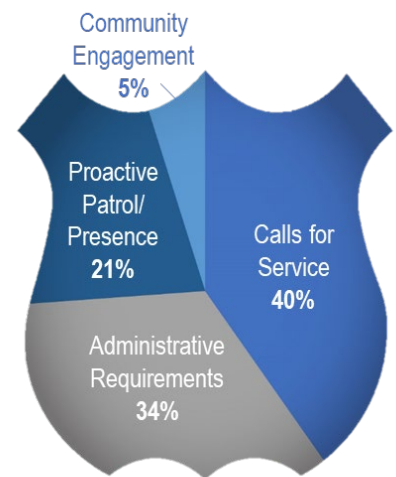 Community
Engagement
5%
Proactive
Patrol/
Presence
21%
Calls for
Service
40%
Administrative
Requirements
34%